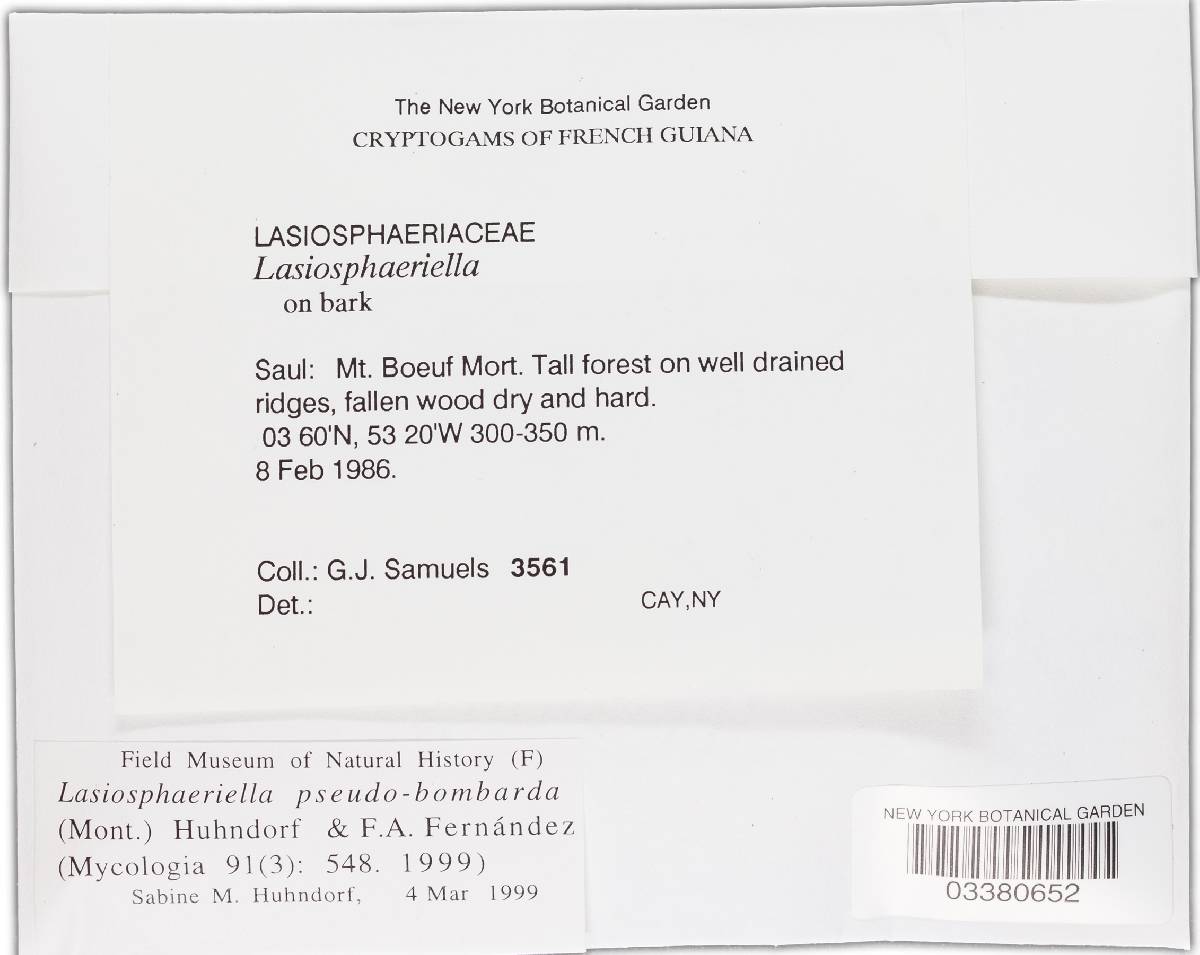 The New York Botanical Garden
CRYPTOGAMS OF FRENCH GUIANA
LASIOSPHAERIACEAE
Lasiosphaeriella
on bark
Saul: Mt. Boeuf Mort. Tall forest on well drained
ridges, fallen wood dry and hard.
03 60'N, 53 20'W 300-350 m.
8 Feb 1986.
Coll.: G.J. Samuels 3561
Det.: CAY,NY
Field Museum of Natural History (F)
Lasiosphaeriella pseudo-bombarda
(Mont.) Huhndorf & F.A. Fernández
(Mycologia 91(3): 548. 1999)
Sabine M. Huhndorf, 4 Mar 1999
NEW YORK BOTANICAL GARDEN
03380652